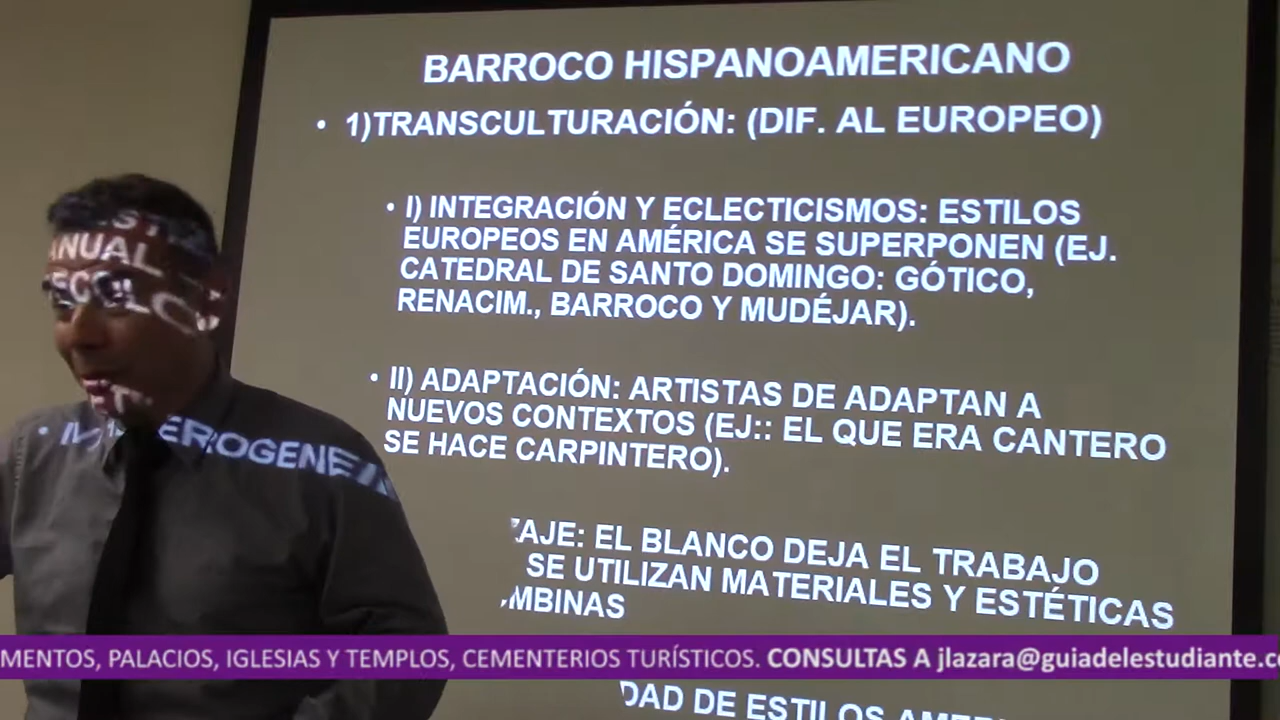 BARROCO HISPANOAMERICANO
• 1)TRANSCULTURACIÓN: (DIF. AL EUROPEO)
• I) INTEGRACIÓN Y ECLECTICISMOS: ESTILOS
EUROPEOS EN AMÉRICA SE SUPERPONEN (EJ.
CATEDRAL DE SANTO DOMINGO: GÓTICO,
RENACIM., BARROCO Y MUDÉJAR).
• II) ADAPTACIÓN: ARTISTAS DE ADAPTAN A
NUEVOS CONTEXTOS (EJ:: EL QUE ERA CANTERO
SE HACE CARPINTERO).
ZAJE: EL BLANCO DEJA EL TRABAJO
ANUAL
SE UTILIZAN MATERIALES Y ESTÉTICAS
MBINAS
EROGENEI
DAD DE ESTILOS
MENTOS, PALACIOS, IGLESIAS Y TEMPLOS, CEMENTERIOS TURÍSTICOS. CONSULTAS A jlazara@guiadelestudiante.c